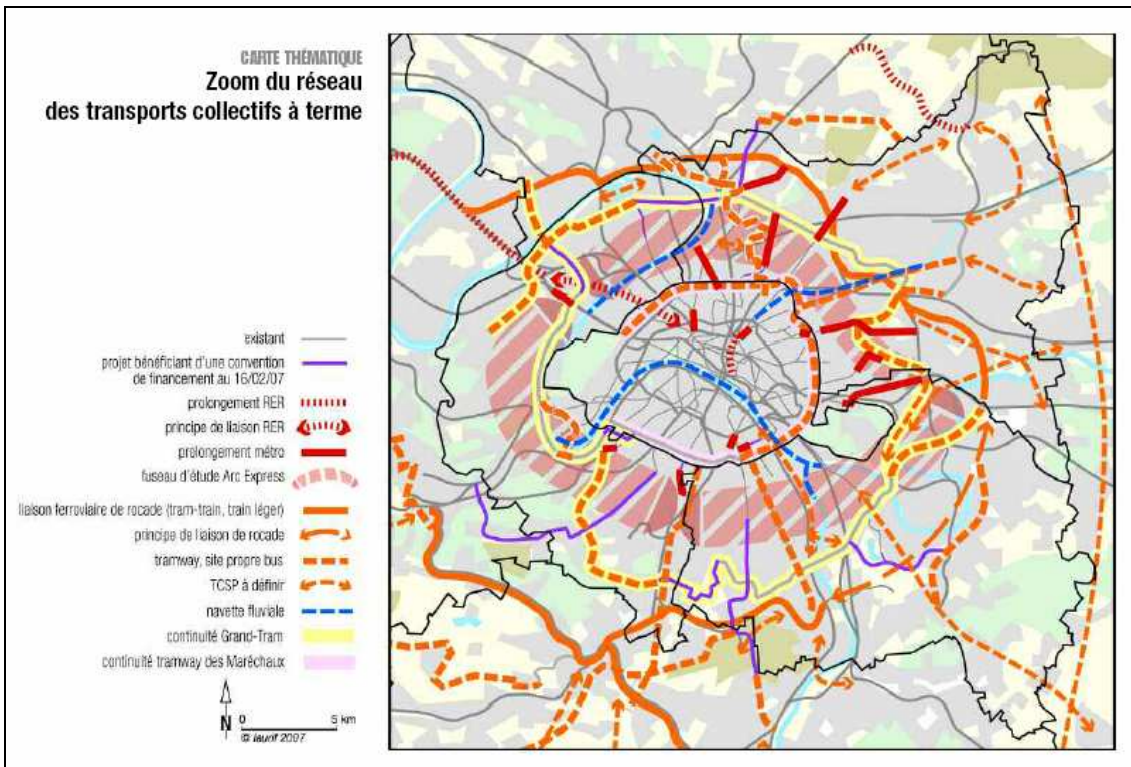 CARTE THÉMATIQUE
Zoom du réseau
des transports collectifs à terme
existant
projet bénéficiant d'une convention
de financement au 16/02/07
prolongement RER
principe de liaison RER
prolongement métro
fuseau d'étude Arc Express
liaison ferroviaire de rocade (tram-train, train léger)
principe de liaison de rocade
tramway, site propre bus
TCSP à définir
navette fluviale
continuité Grand-Tram
continuité tramway des Maréchaux
N
0 5 km
© iaurif 2007